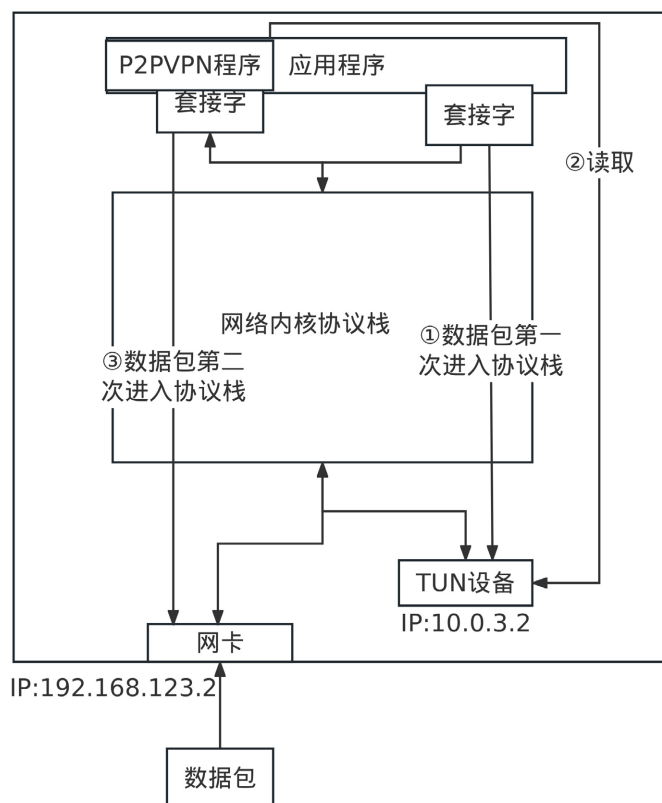 P2PVPN程序
应用程序
套接字
套接字
②读取
网络内核协议栈
①数据包第一
次进入协议栈
③数据包第二
次进入协议栈
TUN设备
IP:10.0.3.2
网卡
IP:192.168.123.2
数据包